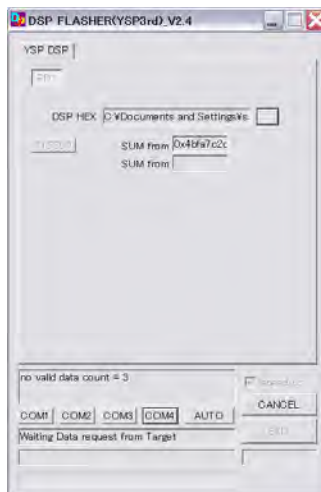 DSP FLASHER(YSP3rd)_V2.4
YSP DSP
DSP HEX C:¥Documents and Settings¥s
SUM from 0x4bfa7c2c
SUM from
no valid data count = 3
COM1 COM2 COM3 COM4 AUTO
CANCEL
Waiting Data request from Target
EXIT